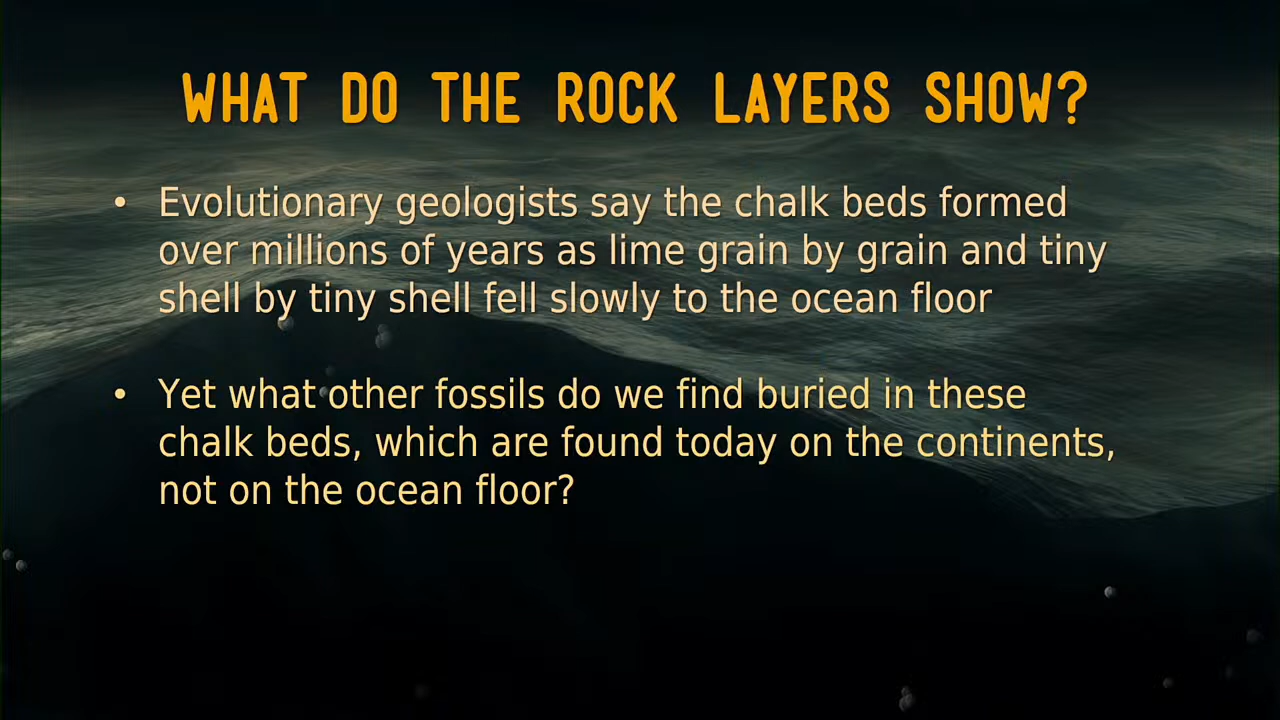 WHAT DO THE ROCK LAYERS SHOW?
• Evolutionary geologists say the chalk beds formed
over millions of years as lime grain by grain and tiny
shell by tiny shell fell slowly to the ocean floor
• Yet what other fossils do we find buried in these
chalk beds, which are found today on the continents,
not on the ocean floor?